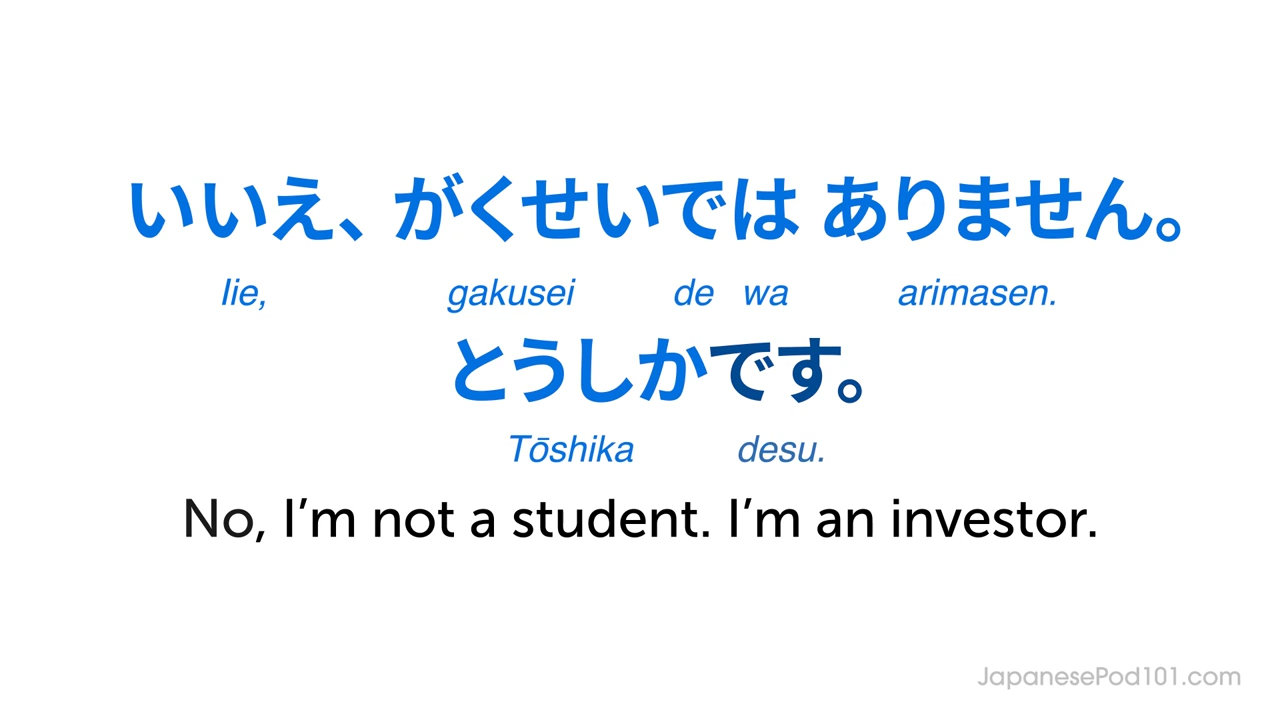 いいえ、がくせいでは ありません。
Iie, gakusei de wa arimasen.
とうしかです。
Tōshika desu.
No, I’m not a student. I’m an investor.
JapanesePod101.com